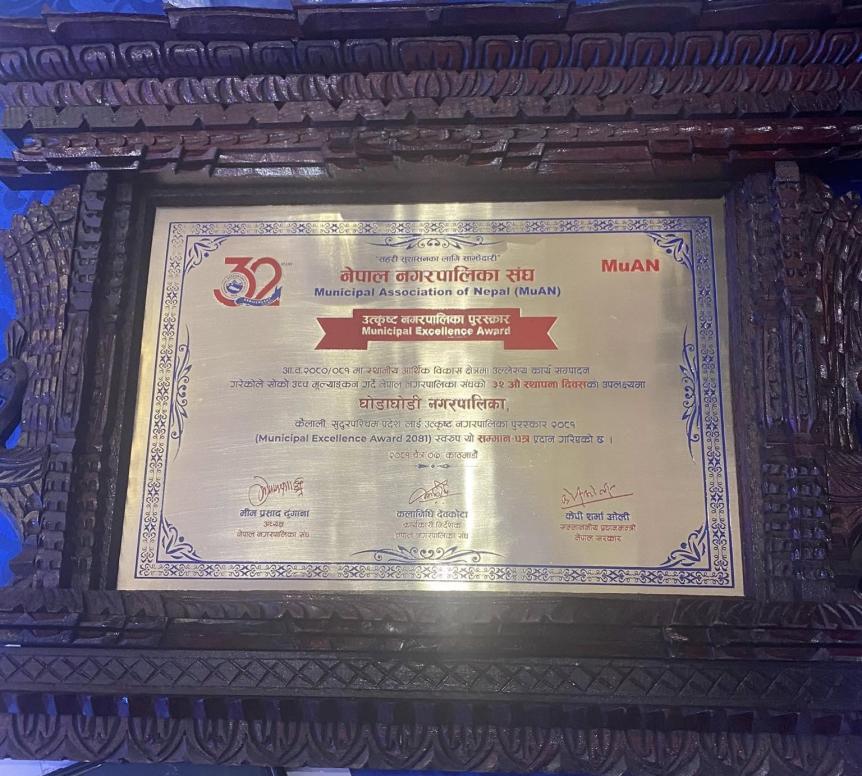 "सहरी सुशासनका लागि साझेदारी"
32
नेपाल नगरपालिका संघ
MuAN
Municipal Association of Nepal (MuAN)
उत्कृष्ट नगरपालिका पुरस्कार
Municipal Excellence Award
आ.व.२०८०/०८१ मा स्थानीय आर्थिक विकास क्षेत्रमा उल्लेख्य कार्य सम्पादन
गरेकोले सोको उच्च मूल्याङ्कन गर्दै नेपाल नगरपालिका संघको ३२ औं स्थापना दिवसका उपलक्ष्यमा
घोडाघोडी नगरपालिका,
कैलाली, सुदूरपश्चिम प्रदेश लाई उत्कृष्ट नगरपालिका पुरस्कार २०८१
(Municipal Excellence Award 2081) स्वरुप यो सम्मान-पत्र प्रदान गरिएको छ ।
२०८१ चैत्र ०७, काठमाडौं
भीम प्रसाद ढुंगाना
अध्यक्ष
नेपाल नगरपालिका संघ
कलानिधि देवकोटा
कार्यकारी निर्देशक
नेपाल नगरपालिका संघ
केपी शर्मा ओली
सम्माननीय प्रधानमन्त्री
नेपाल सरकार